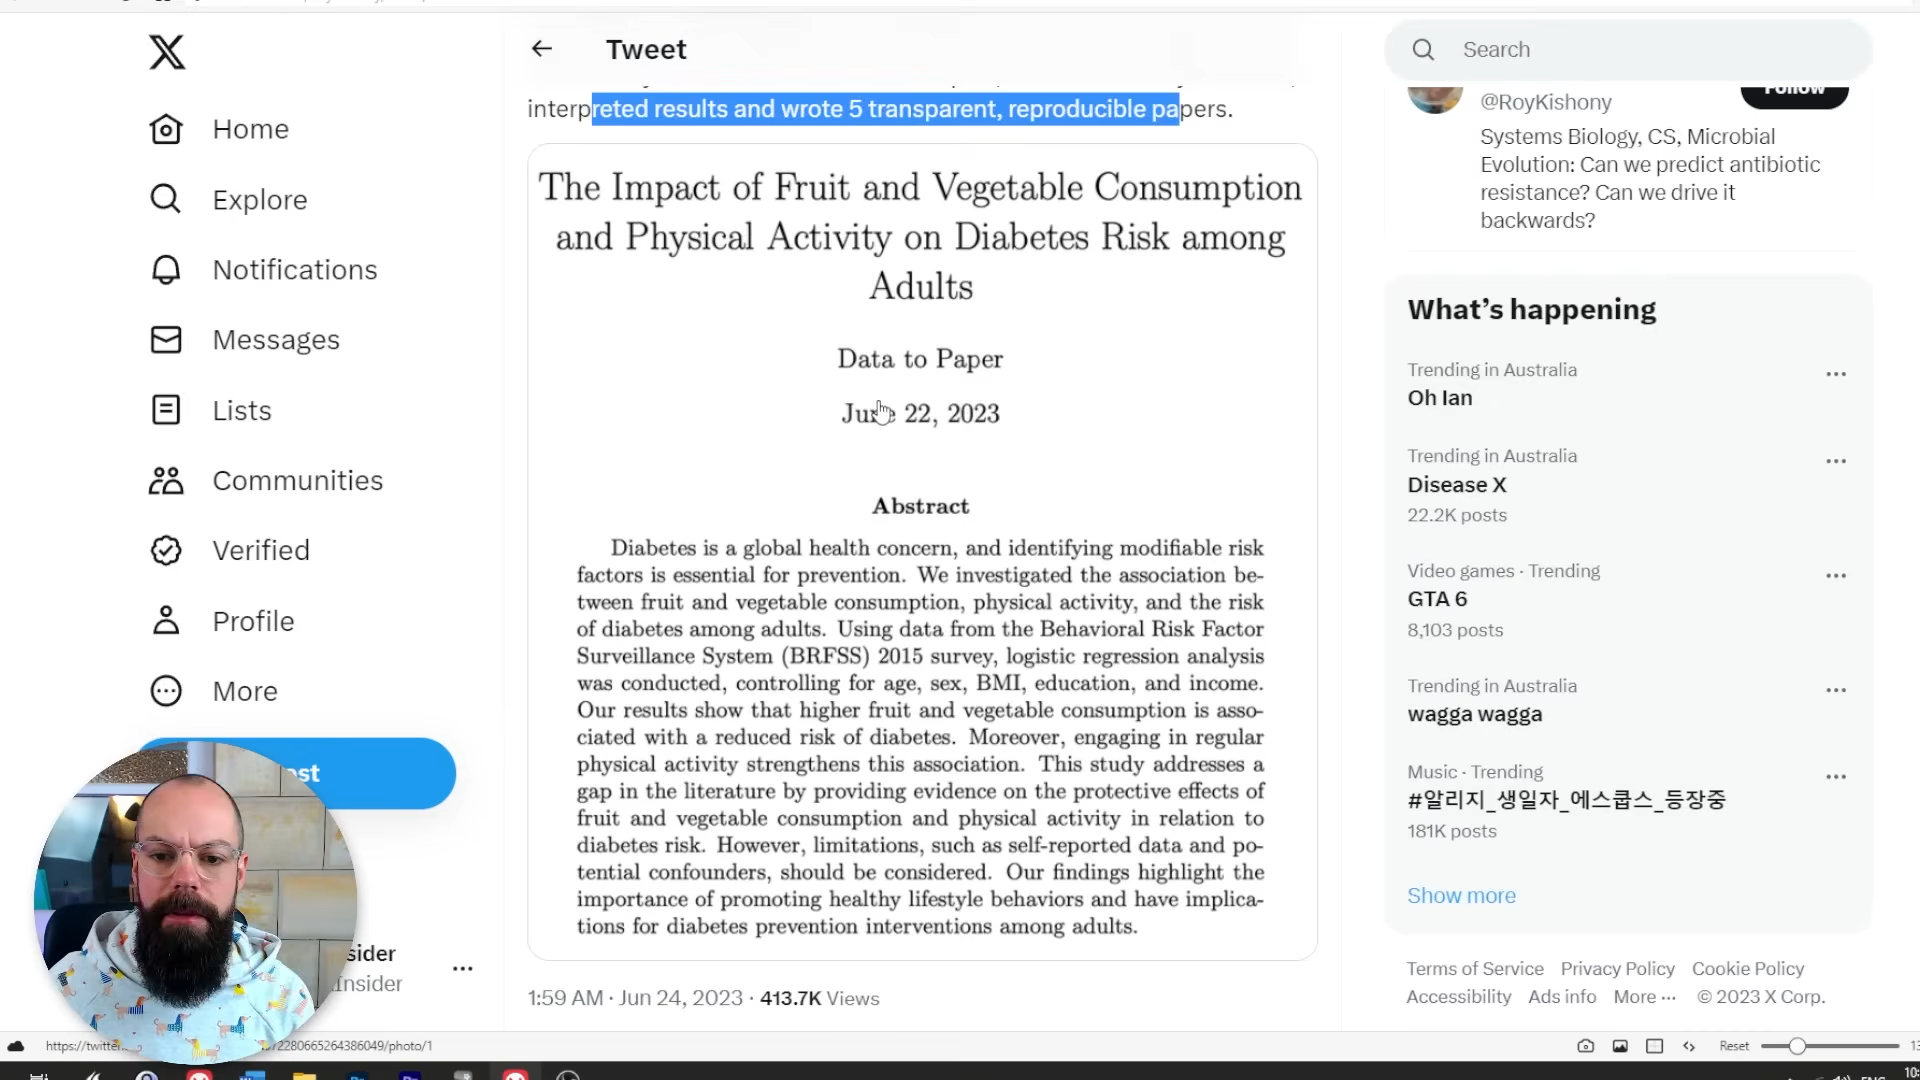 Tweet
Search
Home
Explore
Notifications
Messages
Lists
Communities
Verified
Profile
More
interpreted results and wrote 5 transparent, reproducible papers.
The Impact of Fruit and Vegetable Consumption
and Physical Activity on Diabetes Risk among
Adults
Data to Paper
June 22, 2023
Abstract
Diabetes is a global health concern, and identifying modifiable risk
factors is essential for prevention. We investigated the association be-
tween fruit and vegetable consumption, physical activity, and the risk
of diabetes among adults. Using data from the Behavioral Risk Factor
Surveillance System (BRFSS) 2015 survey, logistic regression analysis
was conducted, controlling for age, sex, BMI, education, and income.
Our results show that higher fruit and vegetable consumption is asso-
ciated with a reduced risk of diabetes. Moreover, engaging in regular
physical activity strengthens this association. This study addresses a
gap in the literature by providing evidence on the protective effects of
fruit and vegetable consumption and physical activity in relation to
diabetes risk. However, limitations, such as self-reported data and po-
tential confounders, should be considered. Our findings highlight the
importance of promoting healthy lifestyle behaviors and have implica-
tions for diabetes prevention interventions among adults.
1:59 AM · Jun 24, 2023 · 413.7K Views
Follow
@RoyKishony
Systems Biology, CS, Microbial
Evolution: Can we predict antibiotic
resistance? Can we drive it
backwards?
What's happening
Trending in Australia
Oh Ian
Trending in Australia
Disease X
22.2K posts
Video games · Trending
GTA 6
8,103 posts
Trending in Australia
wagga wagga
Music · Trending
#알리지_생일자_에스쿱스_등장중
181K posts
Show more
Terms of Service Privacy Policy Cookie Policy
Accessibility Ads info More ··· © 2023 X Corp.
Reset